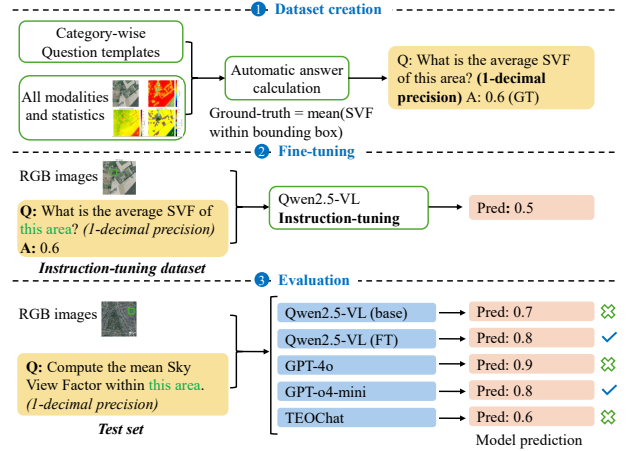 1 Dataset creation
Category-wise
Question templates
All modalities
and statistics
Automatic answer
calculation
Ground-truth = mean(SVF
within bounding box)
Q: What is the average SVF
of this area? (1-decimal
precision) A: 0.6 (GT)
2 Fine-tuning
RGB images
Q: What is the average SVF of
this area? (1-decimal precision)
A: 0.6
Instruction-tuning dataset
Qwen2.5-VL
Instruction-tuning
Pred: 0.5
3 Evaluation
RGB images
Q: Compute the mean Sky
View Factor within this area.
(1-decimal precision)
Test set
Qwen2.5-VL (base)
Pred: 0.7
Qwen2.5-VL (FT)
Pred: 0.8
GPT-4o
Pred: 0.9
GPT-o4-mini
Pred: 0.8
TEOChat
Pred: 0.6
Model prediction